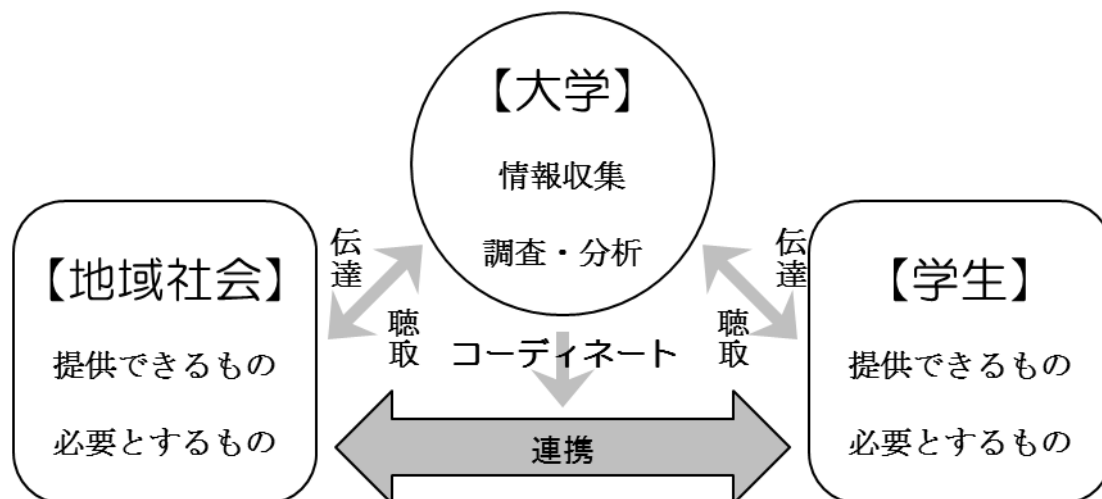 【大学】
情報収集
調査・分析
伝達
聴取
伝達
聴取
【地域社会】
提供できるもの
必要とするもの
コーディネート
連携
【学生】
提供できるもの
必要とするもの